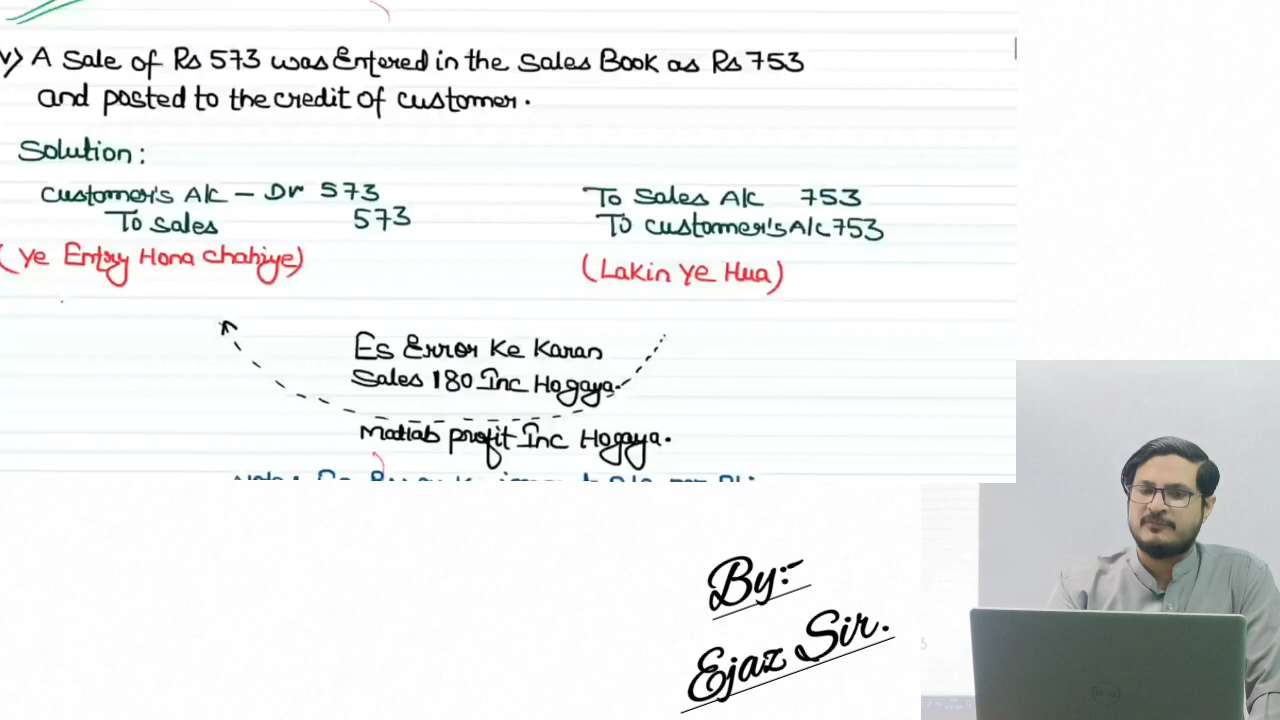 v) A Sale of Rs 573 was Entered in the Sales Book as Rs 753
and posted to the credit of customer.
Solution:
Customer's A/c — Dr 573
To Sales 573
(Ye Entry Hona chahiye)
To Sales A/c 753
To customer's A/c 753
(Lakin Ye Hua)
Es Error Ke Karan
Sales 180 Inc Hogaya.
Matlab profit Inc Hogaya.
By:-
Ejaz Sir.